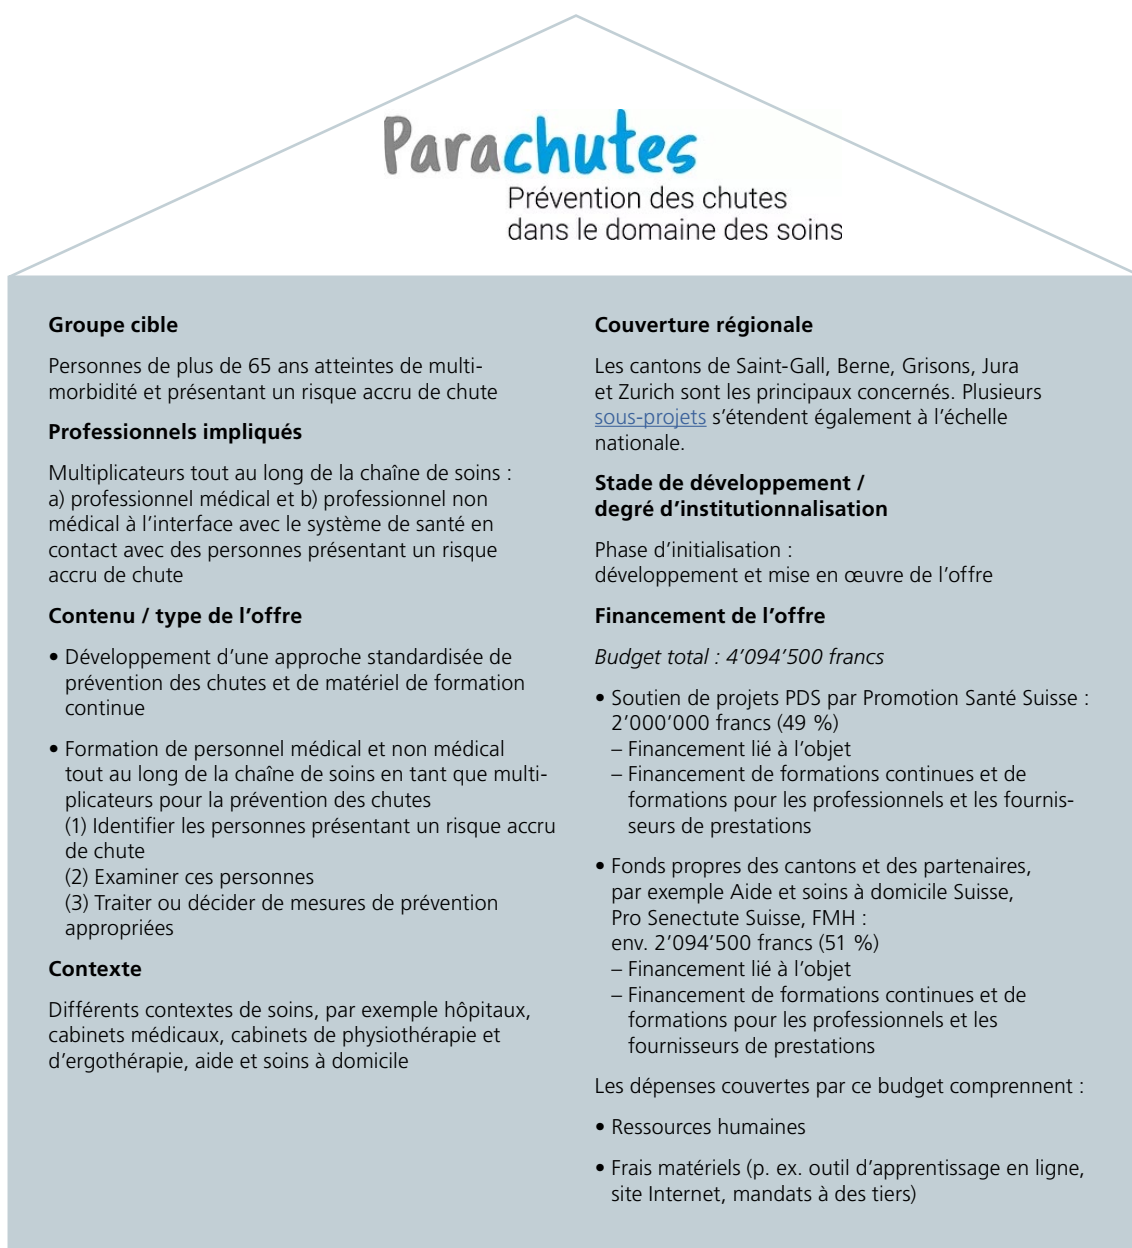 Parachutes
Prévention des chutes
dans le domaine des soins
Groupe cible
Personnes de plus de 65 ans atteintes de multi-
morbidité et présentant un risque accru de chute
Professionnels impliqués
Multiplicateurs tout au long de la chaîne de soins :
a) professionnel médical et b) professionnel non
médical à l’interface avec le système de santé en
contact avec des personnes présentant un risque
accru de chute
Contenu / type de l’offre
• Développement d’une approche standardisée de
prévention des chutes et de matériel de formation
continue
• Formation de personnel médical et non médical
tout au long de la chaîne de soins en tant que multi-
plicateurs pour la prévention des chutes
(1) Identifier les personnes présentant un risque accru
de chute
(2) Examiner ces personnes
(3) Traiter ou décider de mesures de prévention
appropriées
Contexte
Différents contextes de soins, par exemple hôpitaux,
cabinets médicaux, cabinets de physiothérapie et
d’ergothérapie, aide et soins à domicile
Couverture régionale
Les cantons de Saint-Gall, Berne, Grisons, Jura
et Zurich sont les principaux concernés. Plusieurs
sous-projets s’étendent également à l’échelle
nationale.
Stade de développement /
degré d’institutionnalisation
Phase d’initialisation :
développement et mise en œuvre de l’offre
Financement de l’offre
Budget total : 4’094’500 francs
• Soutien de projets PDS par Promotion Santé Suisse :
2’000’000 francs (49 %)
– Financement lié à l’objet
– Financement de formations continues et de
formations pour les professionnels et les fournis-
seurs de prestations
• Fonds propres des cantons et des partenaires,
par exemple Aide et soins à domicile Suisse,
Pro Senectute Suisse, FMH :
env. 2’094’500 francs (51 %)
– Financement lié à l’objet
– Financement de formations continues et de
formations pour les professionnels et les
fournisseurs de prestations
Les dépenses couvertes par ce budget comprennent :
• Ressources humaines
• Frais matériels (p. ex. outil d’apprentissage en ligne,
site Internet, mandats à des tiers)